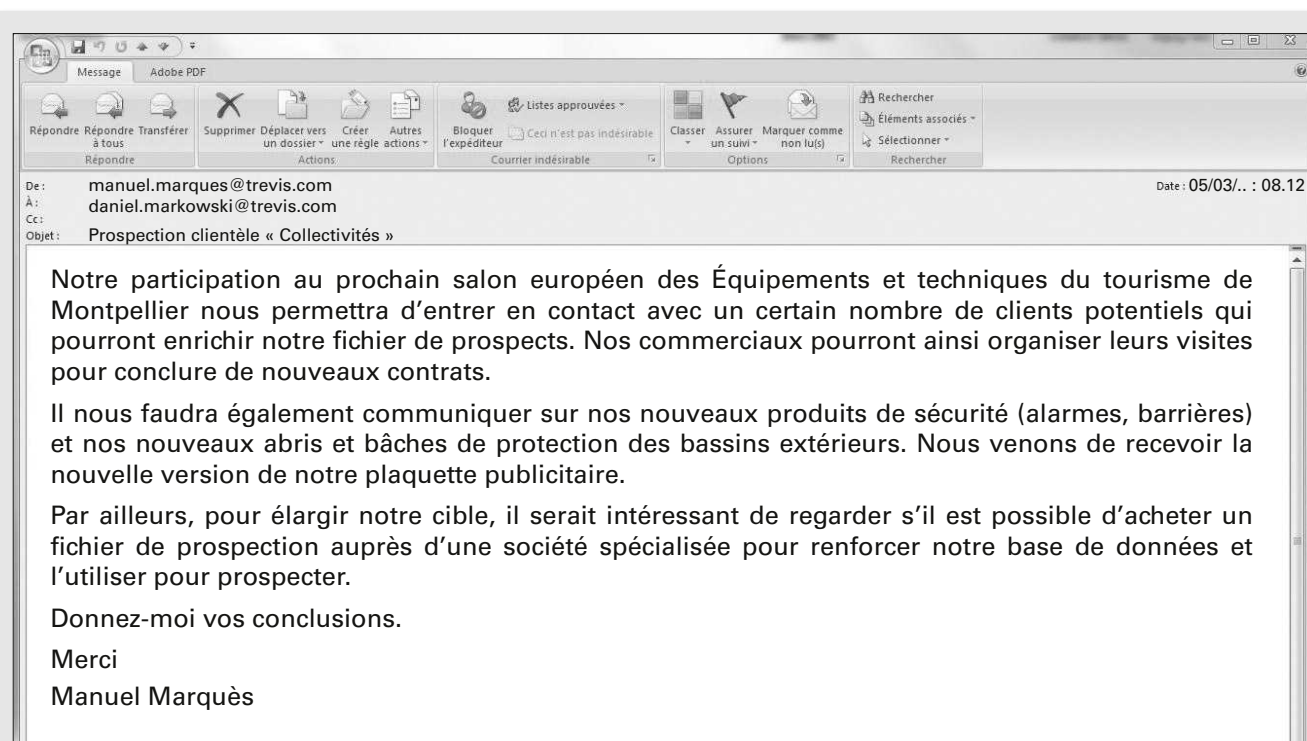 Message Adobe PDF
Répondre Répondre Transférer Supprimer Déplacer vers Créer Autres Bloquer Listes approuvées Classer Assurer Marquer comme Rechercher
à tous un dossier une règle actions l'expéditeur Ceci n'est pas indésirable un suivi non lu(s) Éléments associés
Sélectionner
Répondre Actions Courrier indésirable Options Rechercher
De : manuel.marques@trevis.com Date : 05/03/.. : 08.12
À : daniel.markowski@trevis.com
Cc :
Objet : Prospection clientèle « Collectivités »
Notre participation au prochain salon européen des Équipements et techniques du tourisme de
Montpellier nous permettra d'entrer en contact avec un certain nombre de clients potentiels qui
pourront enrichir notre fichier de prospects. Nos commerciaux pourront ainsi organiser leurs visites
pour conclure de nouveaux contrats.
Il nous faudra également communiquer sur nos nouveaux produits de sécurité (alarmes, barrières)
et nos nouveaux abris et bâches de protection des bassins extérieurs. Nous venons de recevoir la
nouvelle version de notre plaquette publicitaire.
Par ailleurs, pour élargir notre cible, il serait intéressant de regarder s'il est possible d'acheter un
fichier de prospection auprès d'une société spécialisée pour renforcer notre base de données et
l'utiliser pour prospecter.
Donnez-moi vos conclusions.
Merci
Manuel Marquès